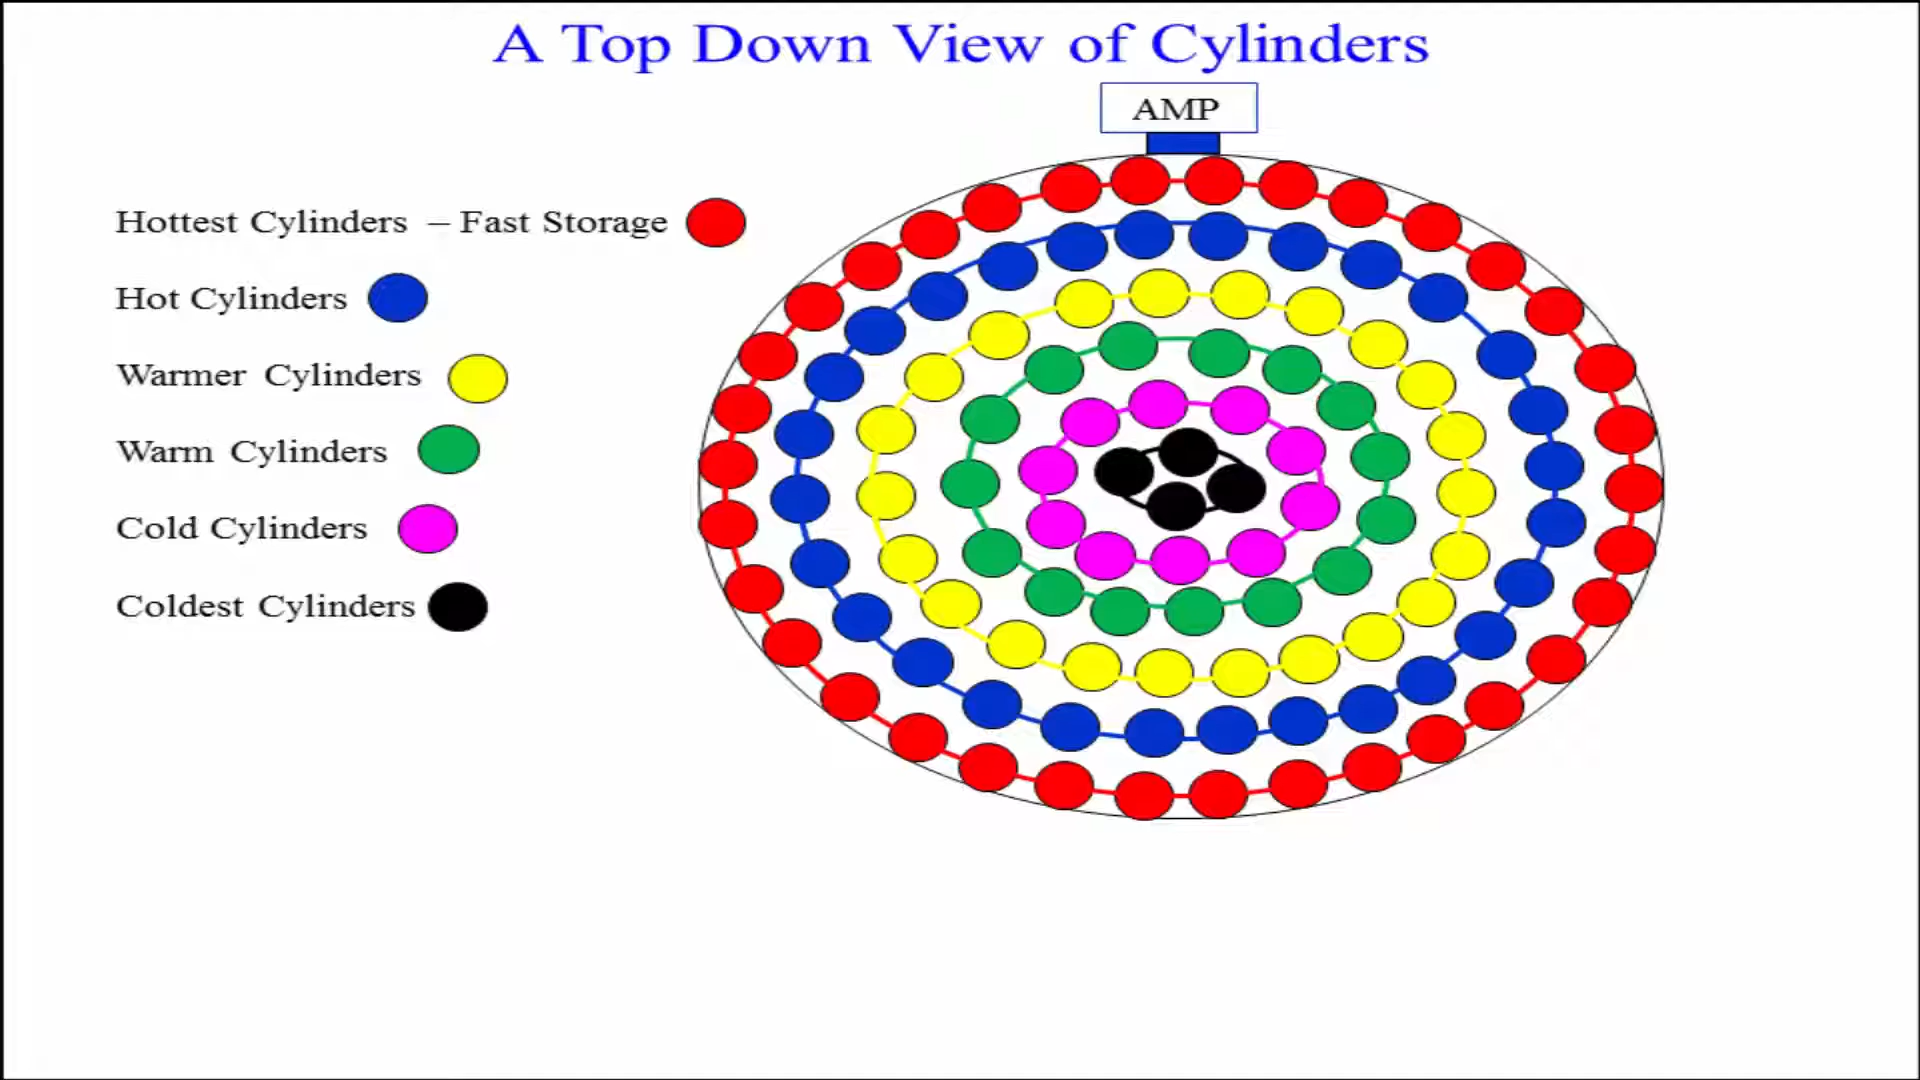 A Top Down View of Cylinders
AMP
Hottest Cylinders – Fast Storage
Hot Cylinders
Warmer Cylinders
Warm Cylinders
Cold Cylinders
Coldest Cylinders